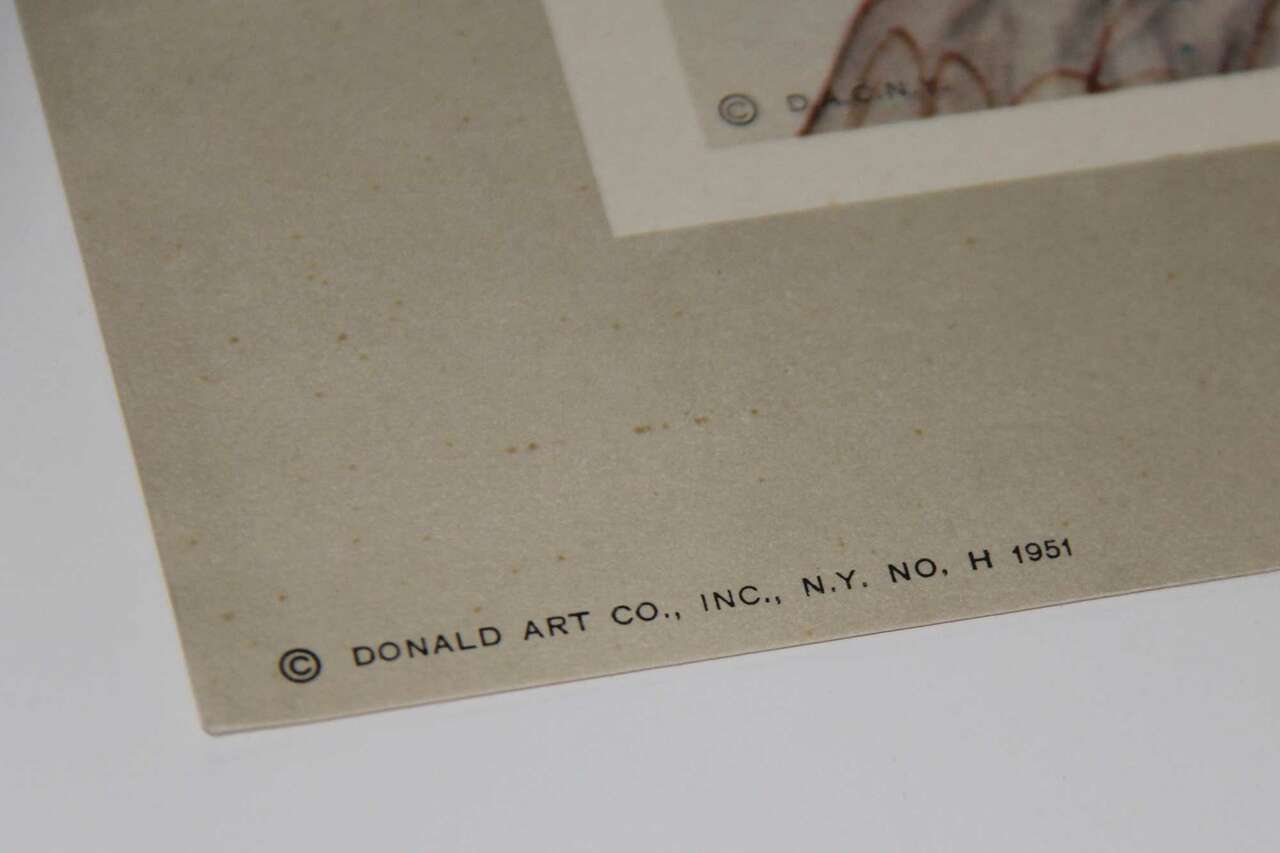 © D.A.C.N.Y.
© DONALD ART CO., INC., N.Y. NO. H 1951